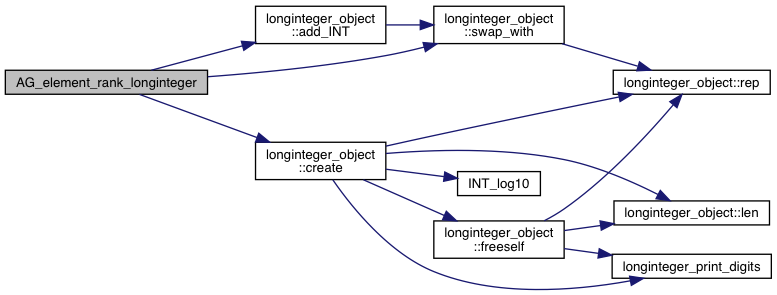 longinteger_object
::add_INT
longinteger_object
::swap_with
AG_element_rank_longinteger
longinteger_object::rep
longinteger_object
::create
INT_log10
longinteger_object::len
longinteger_object
::freeself
longinteger_print_digits